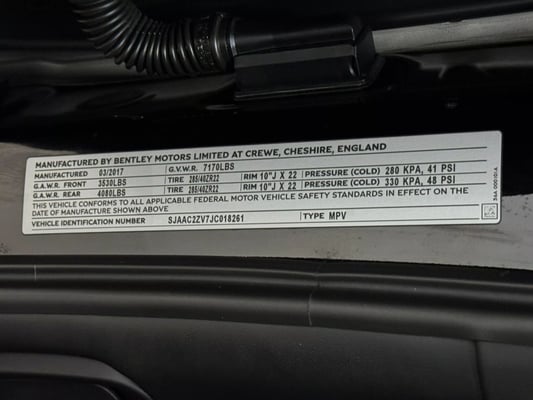 MANUFACTURED BY BENTLEY MOTORS LIMITED AT CREWE, CHESHIRE, ENGLAND
MANUFACTURED 03/2017 G.V.W.R. 7170LBS
G.A.W.R. FRONT 3530LBS TIRE 285/40ZR22 RIM 10"J X 22 PRESSURE (COLD) 280 KPA, 41 PSI
G.A.W.R. REAR 4080LBS TIRE 285/40ZR22 RIM 10"J X 22 PRESSURE (COLD) 330 KPA, 48 PSI
THIS VEHICLE CONFORMS TO ALL APPLICABLE FEDERAL MOTOR VEHICLE SAFETY STANDARDS IN EFFECT ON THE
DATE OF MANUFACTURE SHOWN ABOVE
VEHICLE IDENTIFICATION NUMBER SJAAC2ZV7JC018261 TYPE MPV